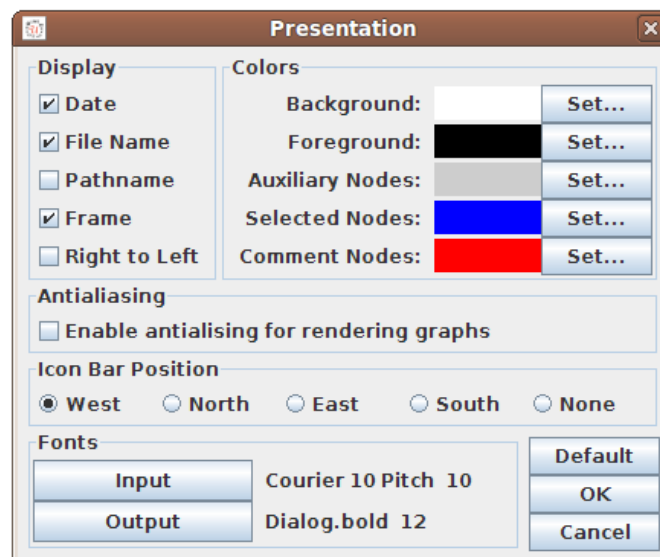 Presentation
Display
Date
File Name
Pathname
Frame
Right to Left
Colors
Background: Set...
Foreground: Set...
Auxiliary Nodes: Set...
Selected Nodes: Set...
Comment Nodes: Set...
Antialiasing
Enable antialising for rendering graphs
Icon Bar Position
West North East South None
Fonts
Input Courier 10 Pitch 10
Output Dialog.bold 12
Default
OK
Cancel